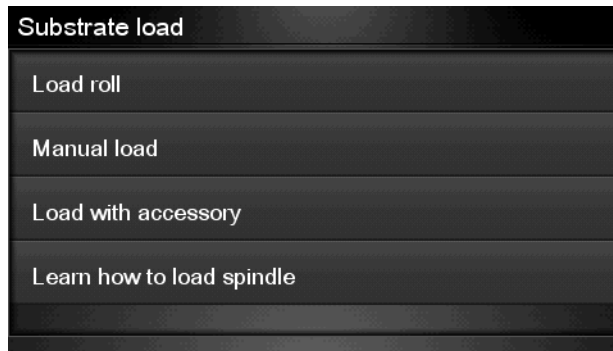 Substrate load
Load roll
Manual load
Load with accessory
Learn how to load spindle